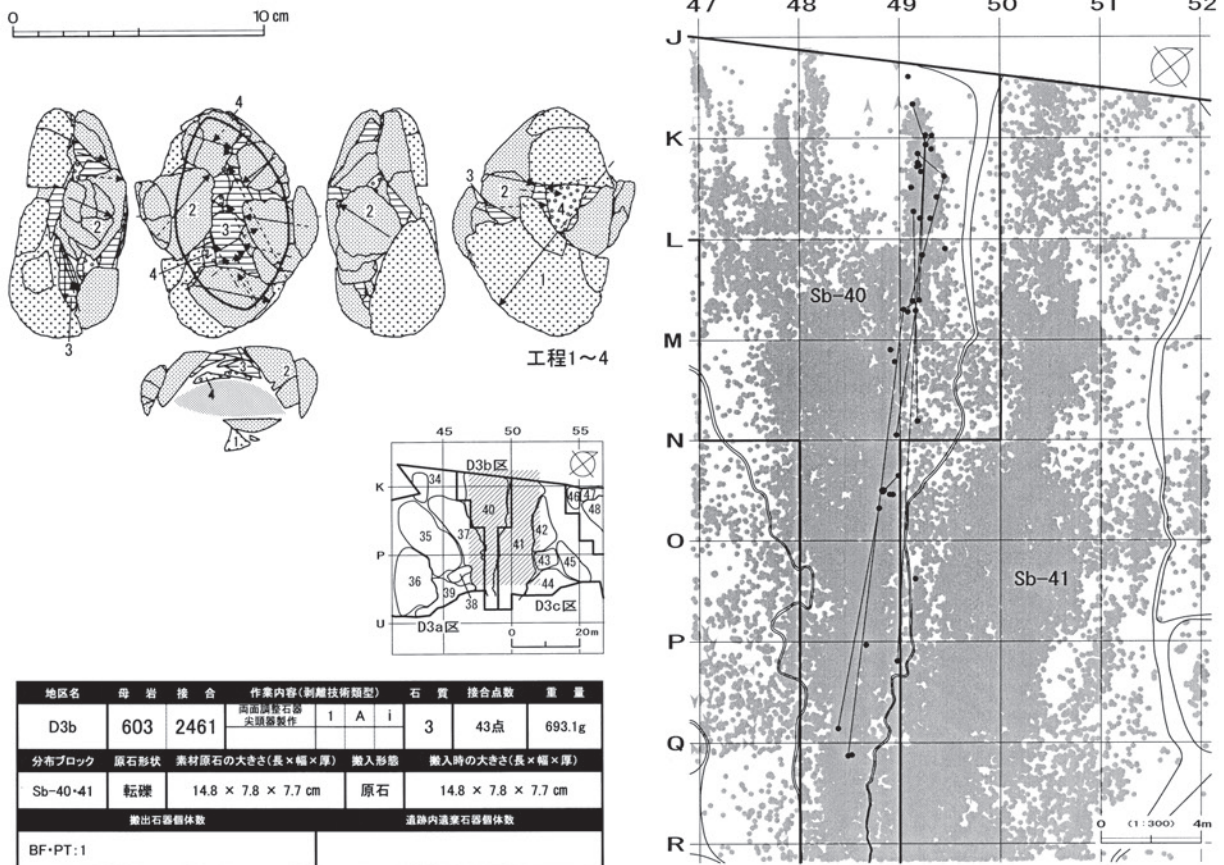 0 10 cm
4
3 2 3 2 4
2 2 3 1
4
3
工程1～4
3 2
4
1
45 50 55
D3b区
K
34 40 46 47 48
35 37 42
41
P
43 45
36 39 44
38
D3c区
U
D3a区
0 20m
地区名 母岩 接合 作業内容(剥離技術類型) 石質 接合点数 重量
D3b 603 2461 両面調整石器 1 A i 3 43点 693.1g
尖頭器製作
分布ブロック 原石形状 素材原石の大きさ(長×幅×厚) 搬入形態 搬入時の大きさ(長×幅×厚)
Sb-40・41 転礫 14.8 × 7.8 × 7.7 cm 原石 14.8 × 7.8 × 7.7 cm
搬出石器個体数 遺跡内遺棄石器個体数
BF・PT:1
47 48 49 50 51 52
J
K
L
Sb-40
M
N
O
Sb-41
P
Q
0 (1:300) 4m
R